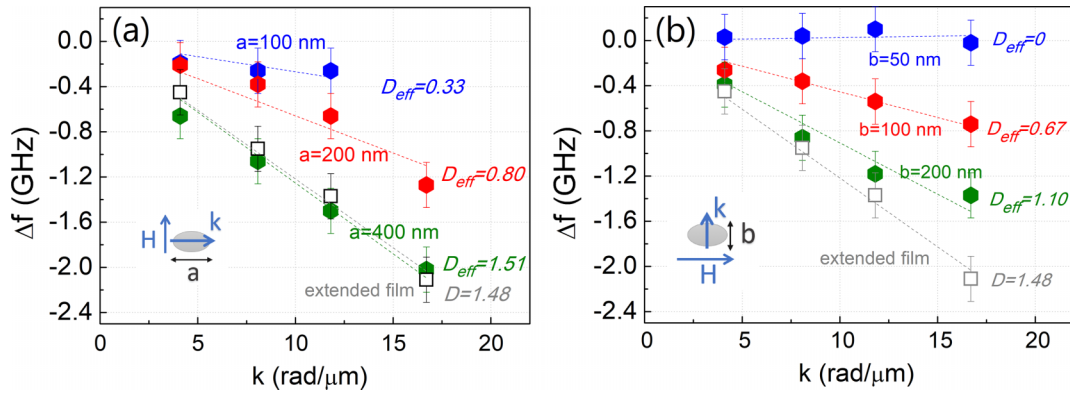 (a)
a=100 nm
D_eff=0.33
a=200 nm
D_eff=0.80
a=400 nm
D_eff=1.51
extended film
D=1.48
H
k
a
0.0
-0.4
-0.8
-1.2
-1.6
-2.0
-2.4
Δf (GHz)
0 5 10 15 20
k (rad/μm)
(b)
D_eff=0
b=50 nm
b=100 nm
D_eff=0.67
b=200 nm
D_eff=1.10
extended film
D=1.48
k
b
H
0.0
-0.4
-0.8
-1.2
-1.6
-2.0
-2.4
Δf (GHz)
0 5 10 15 20
k (rad/μm)